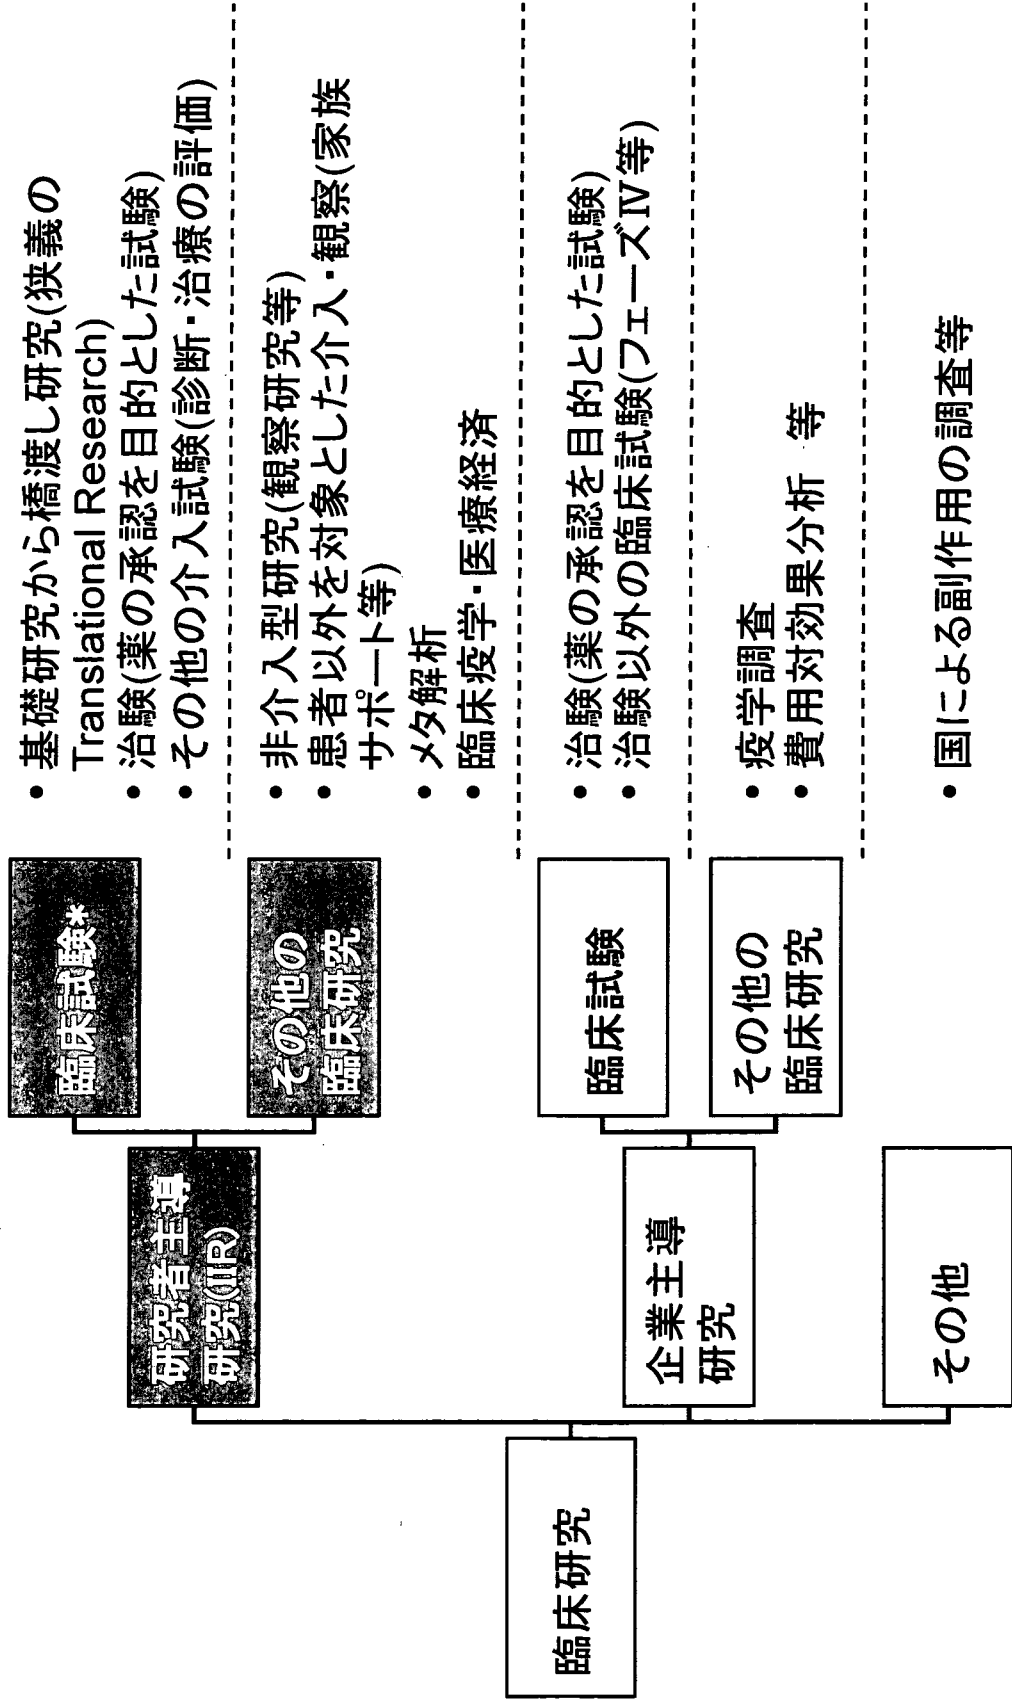 臨床研究
研究者主導
研究(IIR)
臨床試験*
• 基礎研究から橋渡し研究(狭義の
Translational Research)
• 治験(薬の承認を目的とした試験)
• その他の介入試験(診断・治療の評価)
その他の
臨床研究
• 非介入型研究(観察研究等)
• 患者以外を対象とした介入・観察(家族
サポート等)
• メタ解析
• 臨床疫学・医療経済
企業主導
研究
臨床試験
• 治験(薬の承認を目的とした試験)
• 治験以外の臨床試験(フェーズⅣ等)
その他の
臨床研究
• 疫学調査
• 費用対効果分析 等
その他
• 国による副作用の調査等